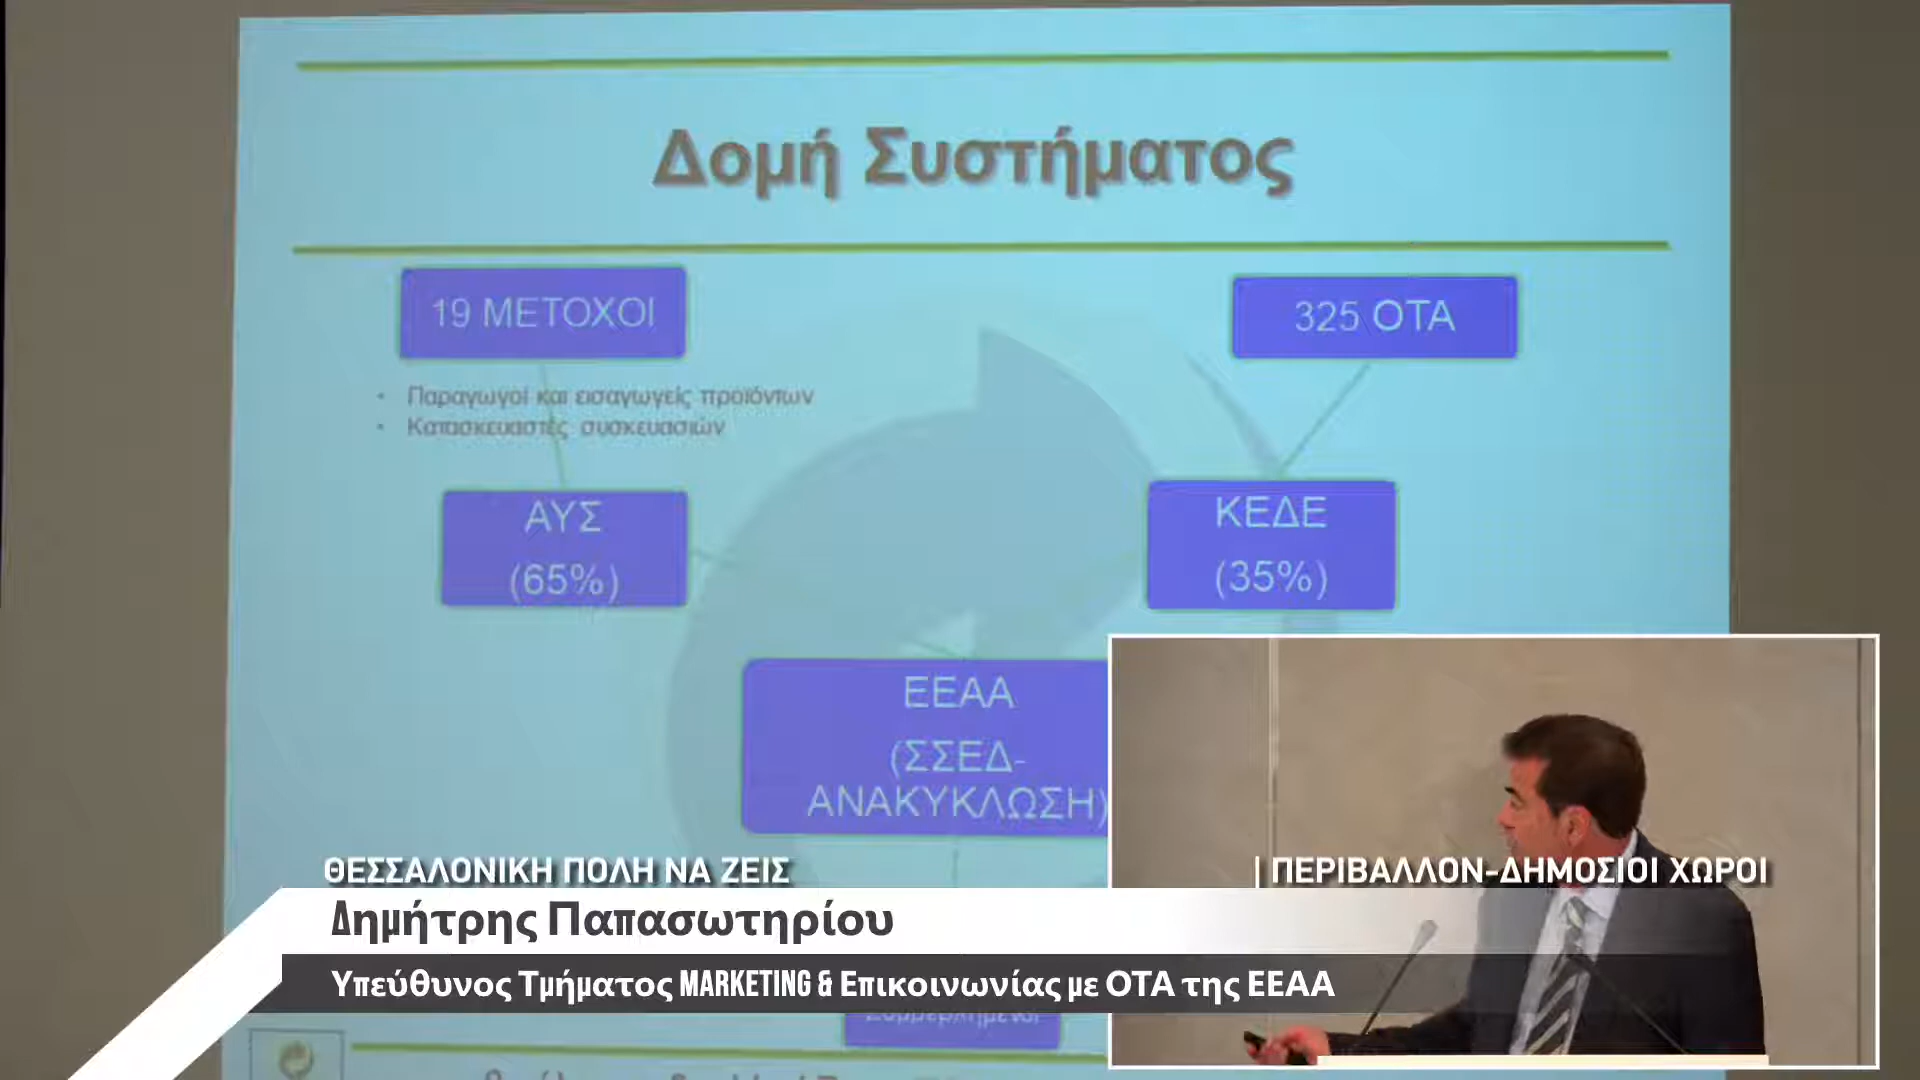 Δομή Συστήματος
19 ΜΕΤΟΧΟΙ
325 ΟΤΑ
• Παραγωγοί και εισαγωγείς προϊόντων
• Κατασκευαστές συσκευασιών
ΑΥΣ
(65%)
ΚΕΔΕ
(35%)
ΕΕΑΑ
(ΣΣΕΔ-
ΑΝΑΚΥΚΛΩΣΗ)
ΘΕΣΣΑΛΟΝΙΚΗ ΠΟΛΗ ΝΑ ΖΕΙΣ
| ΠΕΡΙΒΑΛΛΟΝ-ΔΗΜΟΣΙΟΙ ΧΩΡΟΙ
Δημήτρης Παπασωτηρίου
Υπεύθυνος Τμήματος MARKETING & Επικοινωνίας με ΟΤΑ της ΕΕΑΑ